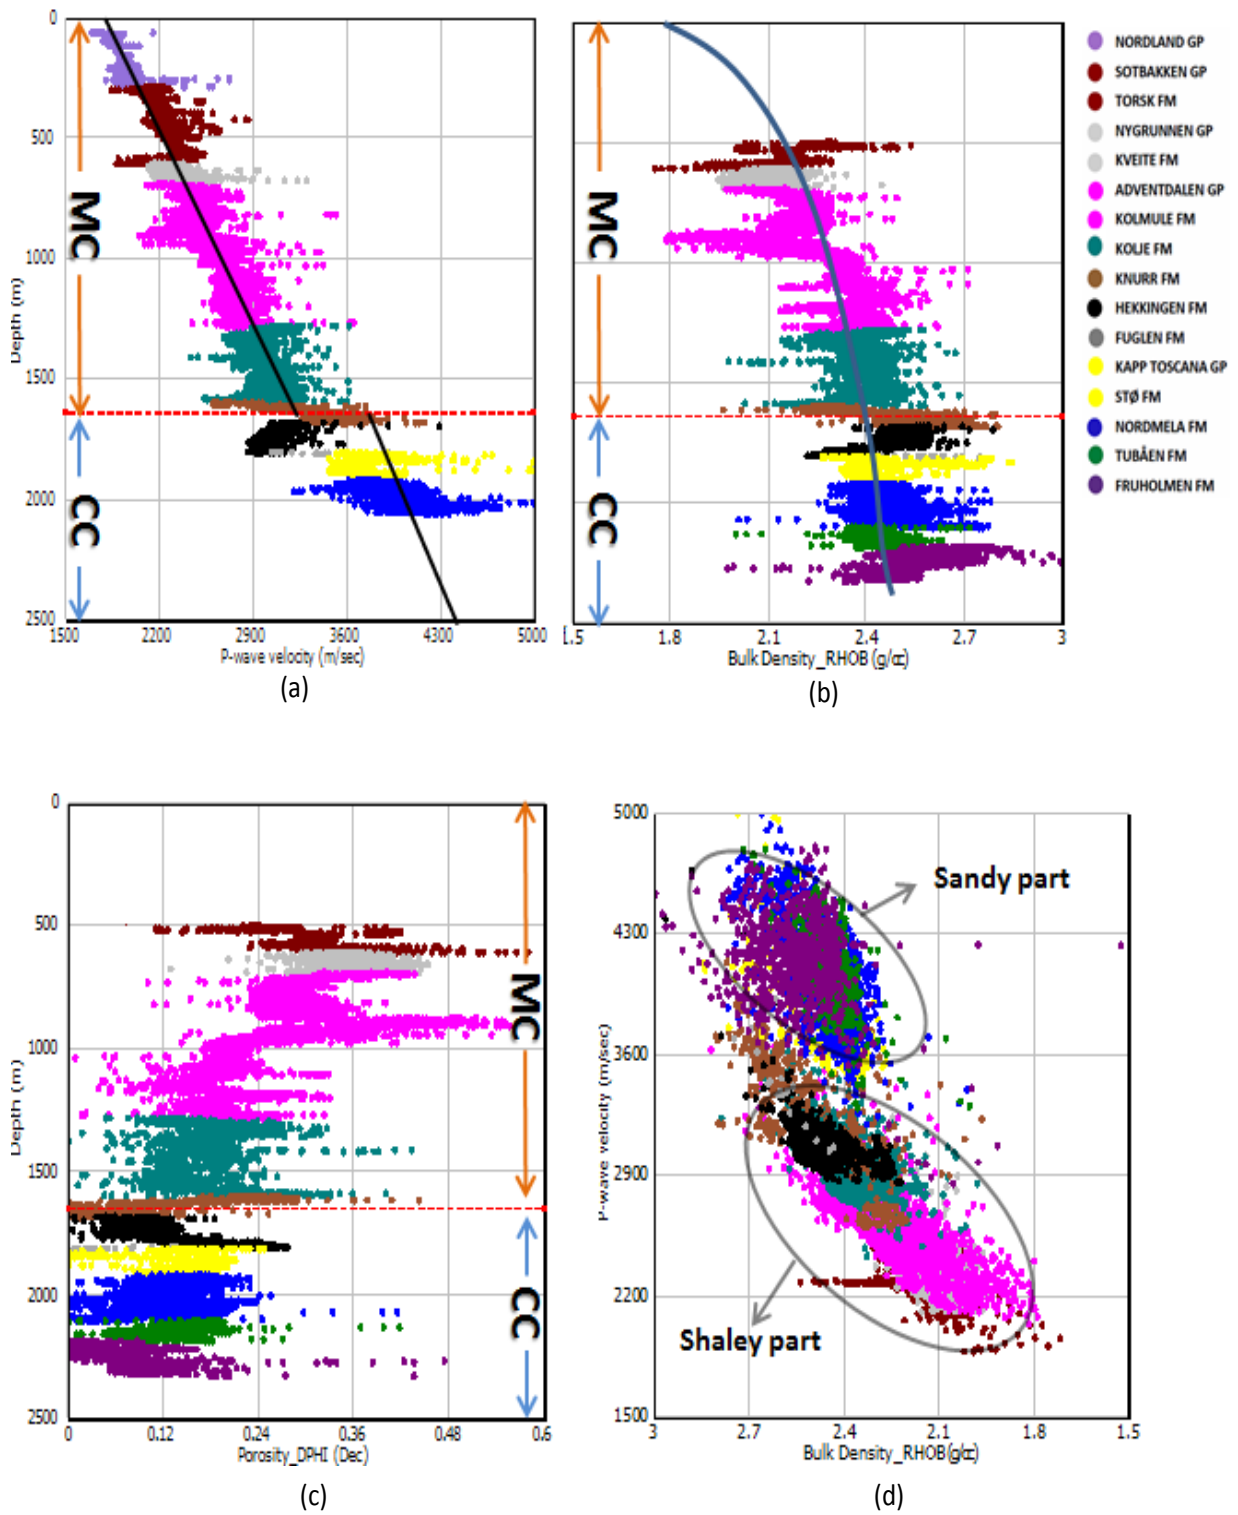 0
500
1000
1500
2000
2500
Depth (m)
MC
CC
1500 2200 2900 3600 4300 5000
P-wave velocity (m/sec)
(a)
MC
CC
1.5 1.8 2.1 2.4 2.7 3
Bulk Density_RHOB (g/cc)
(b)
NORDLAND GP
SOTBAKKEN GP
TORSK FM
NYGRUNNEN GP
KVEITE FM
ADVENTDALEN GP
KOLMULE FM
KOLJE FM
KNURR FM
HEKKINGEN FM
FUGLEN FM
KAPP TOSCANA GP
STØ FM
NORDMELA FM
TUBÅEN FM
FRUHOLMEN FM
0
500
1000
1500
2000
2500
Depth (m)
MC
CC
0 0.12 0.24 0.36 0.48 0.6
Porosity_DPHI (Dec)
(c)
5000
4300
3600
2900
2200
1500
P-wave velocity (m/sec)
Sandy part
Shaley part
3 2.7 2.4 2.1 1.8 1.5
Bulk Density_RHOB(g/cc)
(d)